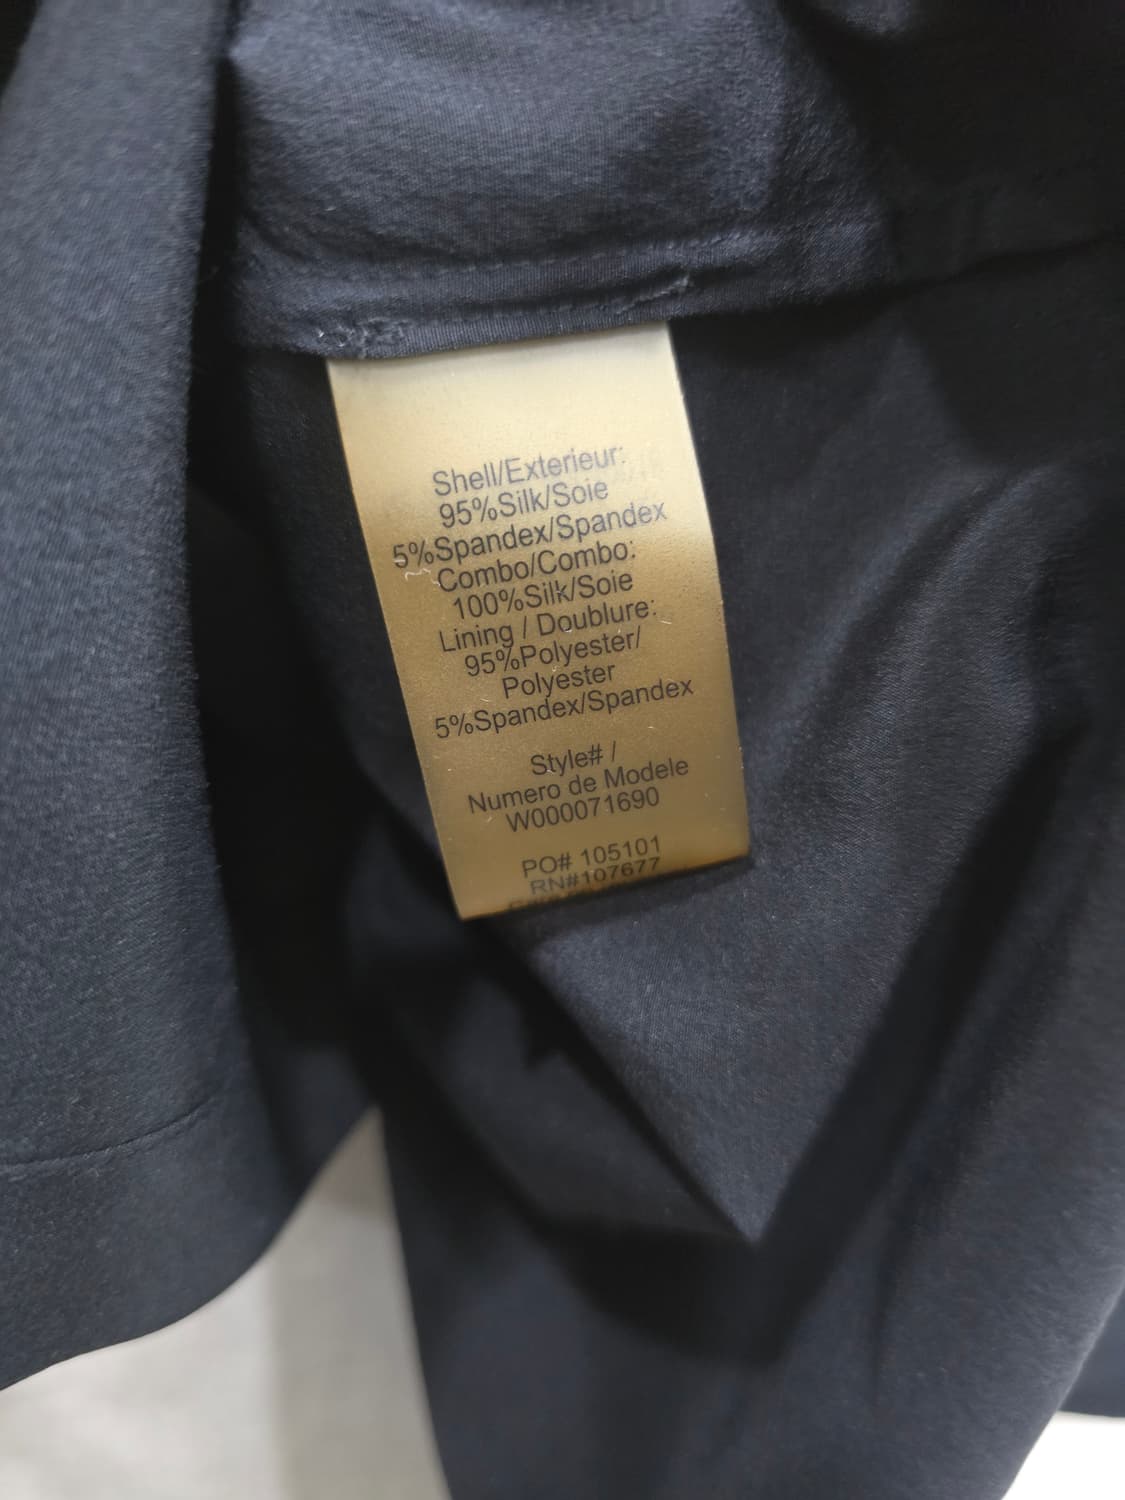 Shell/Exterieur:
95%Silk/Soie
5%Spandex/Spandex
Combo/Combo:
100%Silk/Soie
Lining / Doublure:
95%Polyester/
Polyester
5%Spandex/Spandex
Style# /
Numero de Modele
W000071690
PO# 105101
RN#107677